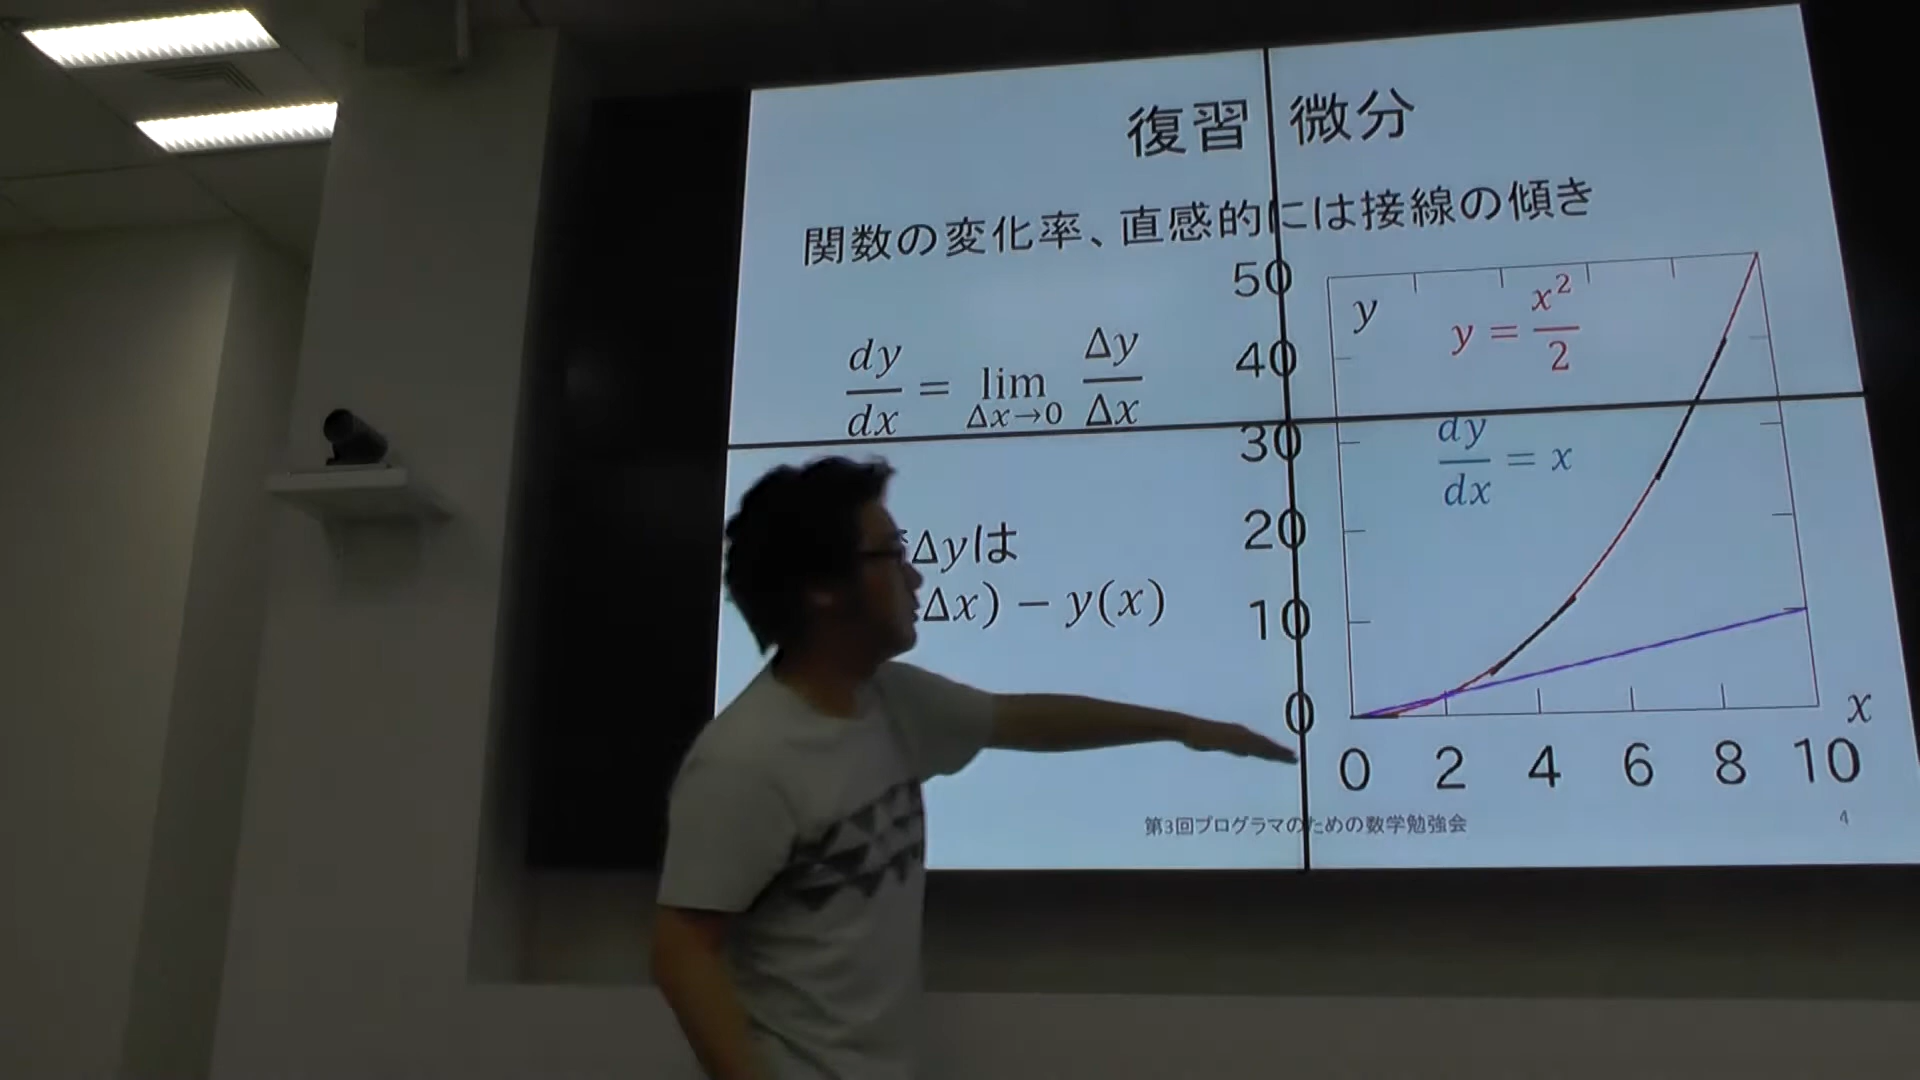 復習 微分
関数の変化率、直感的には接線の傾き
dy/dx = lim Δx→0 Δy/Δx
Δyは
Δx) − y(x)
y
y = x²/2
dy/dx = x
50
40
30
20
10
0
0 2 4 6 8 10
x
第3回プログラマのための数学勉強会
4